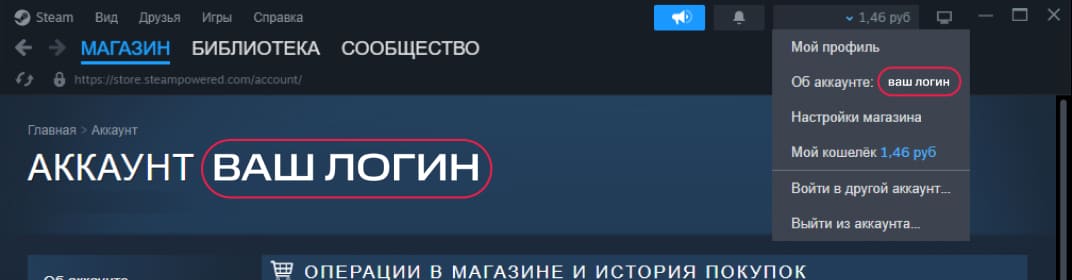 Steam Вид Друзья Игры Справка 1,46 руб
МАГАЗИН БИБЛИОТЕКА СООБЩЕСТВО
https://store.steampowered.com/account/
Мой профиль
Об аккаунте: ваш логин
Настройки магазина
Мой кошелёк 1,46 руб
Войти в другой аккаунт...
Выйти из аккаунта...
Главная > Аккаунт
АККАУНТ ВАШ ЛОГИН
Об аккаунте
ОПЕРАЦИИ В МАГАЗИНЕ И ИСТОРИЯ ПОКУПОК